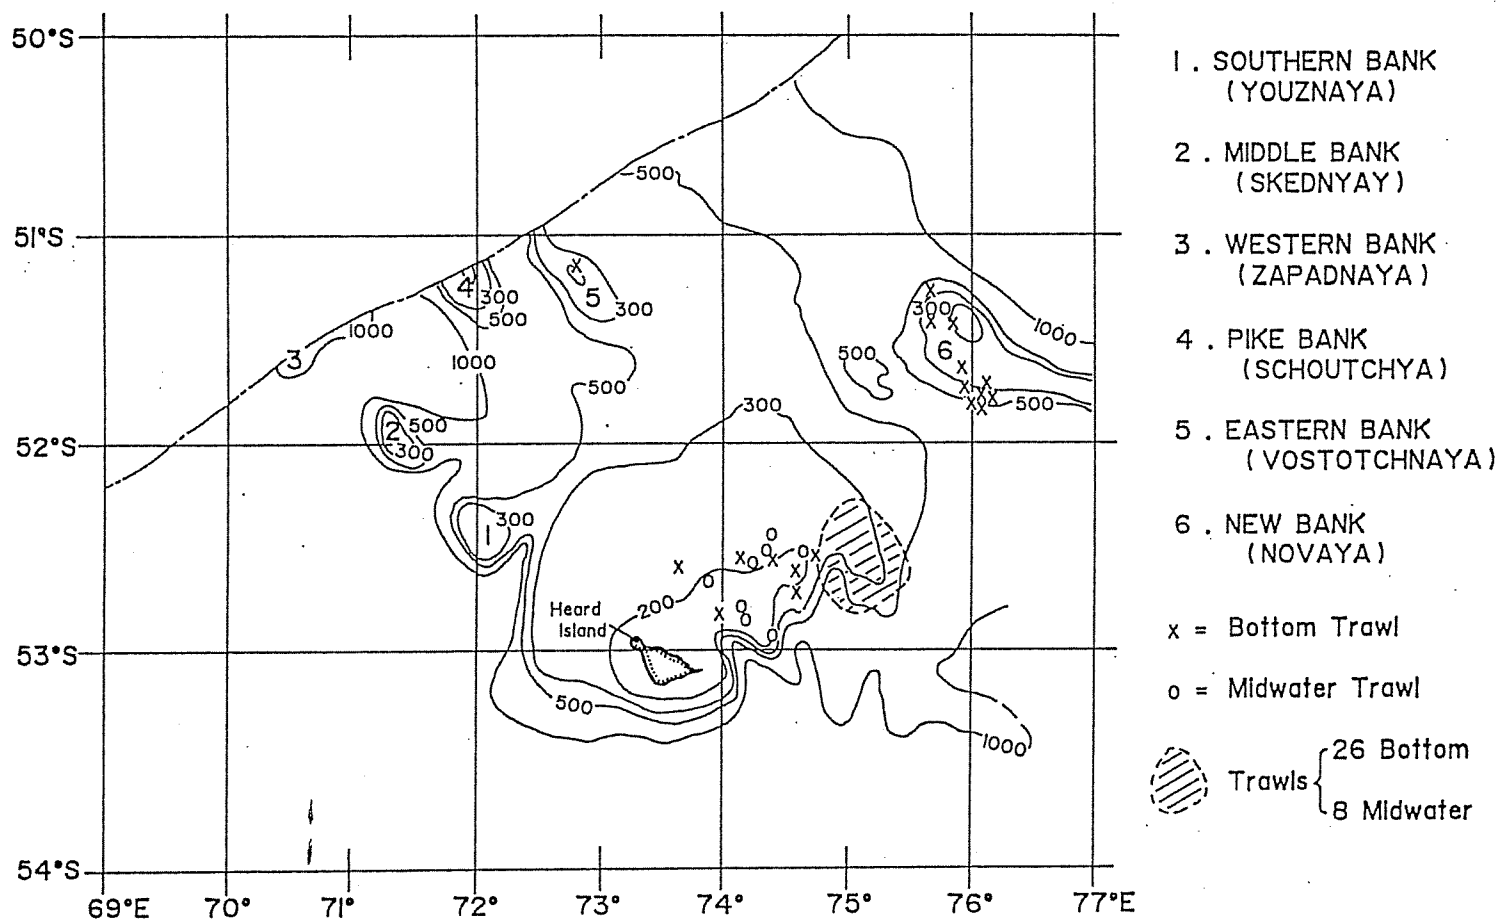 50°S
51°S
52°S
53°S
54°S
69°E
70°
71°
72°
73°
74°
75°
76°
77°E
500
4
300
500
5
300
1000
3
1000
500
300
1000
6
500
500
300
2
500
300
300
1
200
Heard
Island
500
1000
1 . SOUTHERN BANK
(YOUZNAYA)
2 . MIDDLE BANK
(SKEDNYAY)
3 . WESTERN BANK
(ZAPADNAYA)
4 . PIKE BANK
(SCHOUTCHYA)
5 . EASTERN BANK
(VOSTOTCHNAYA)
6 . NEW BANK
(NOVAYA)
x = Bottom Trawl
o = Midwater Trawl
Trawls
26 Bottom
8 Midwater